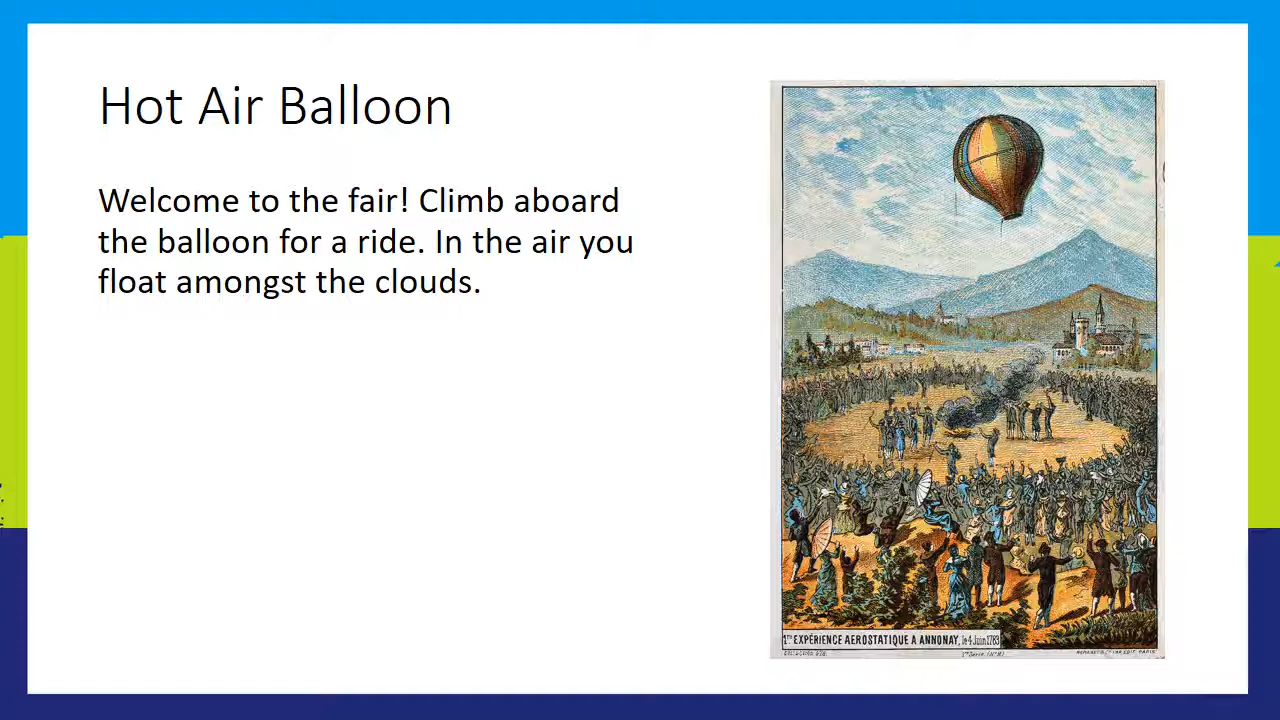 Hot Air Balloon
Welcome to the fair! Climb aboard
the balloon for a ride. In the air you
float amongst the clouds.
1re EXPÉRIENCE AEROSTATIQUE A ANNONAY, le 4 Juin 1783